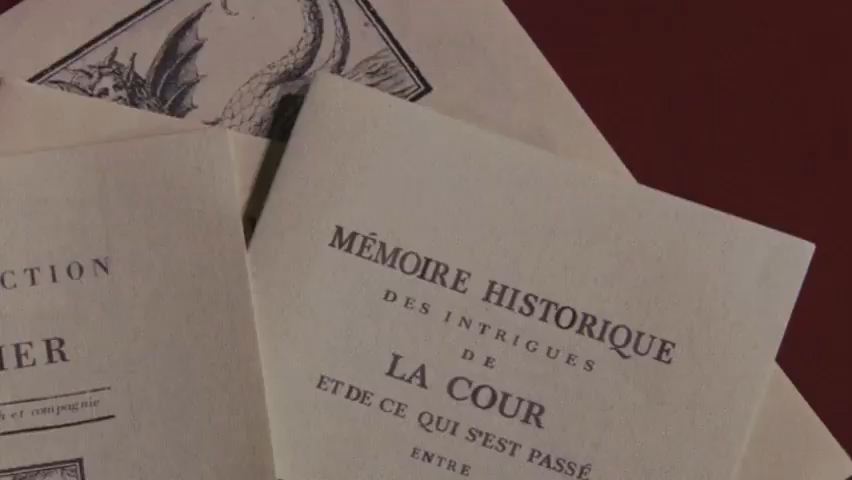 CTION
IER
et compagnie
MÉMOIRE HISTORIQUE
DES INTRIGUES
DE
LA COUR
ET DE CE QUI S'EST PASSÉ
ENTRE